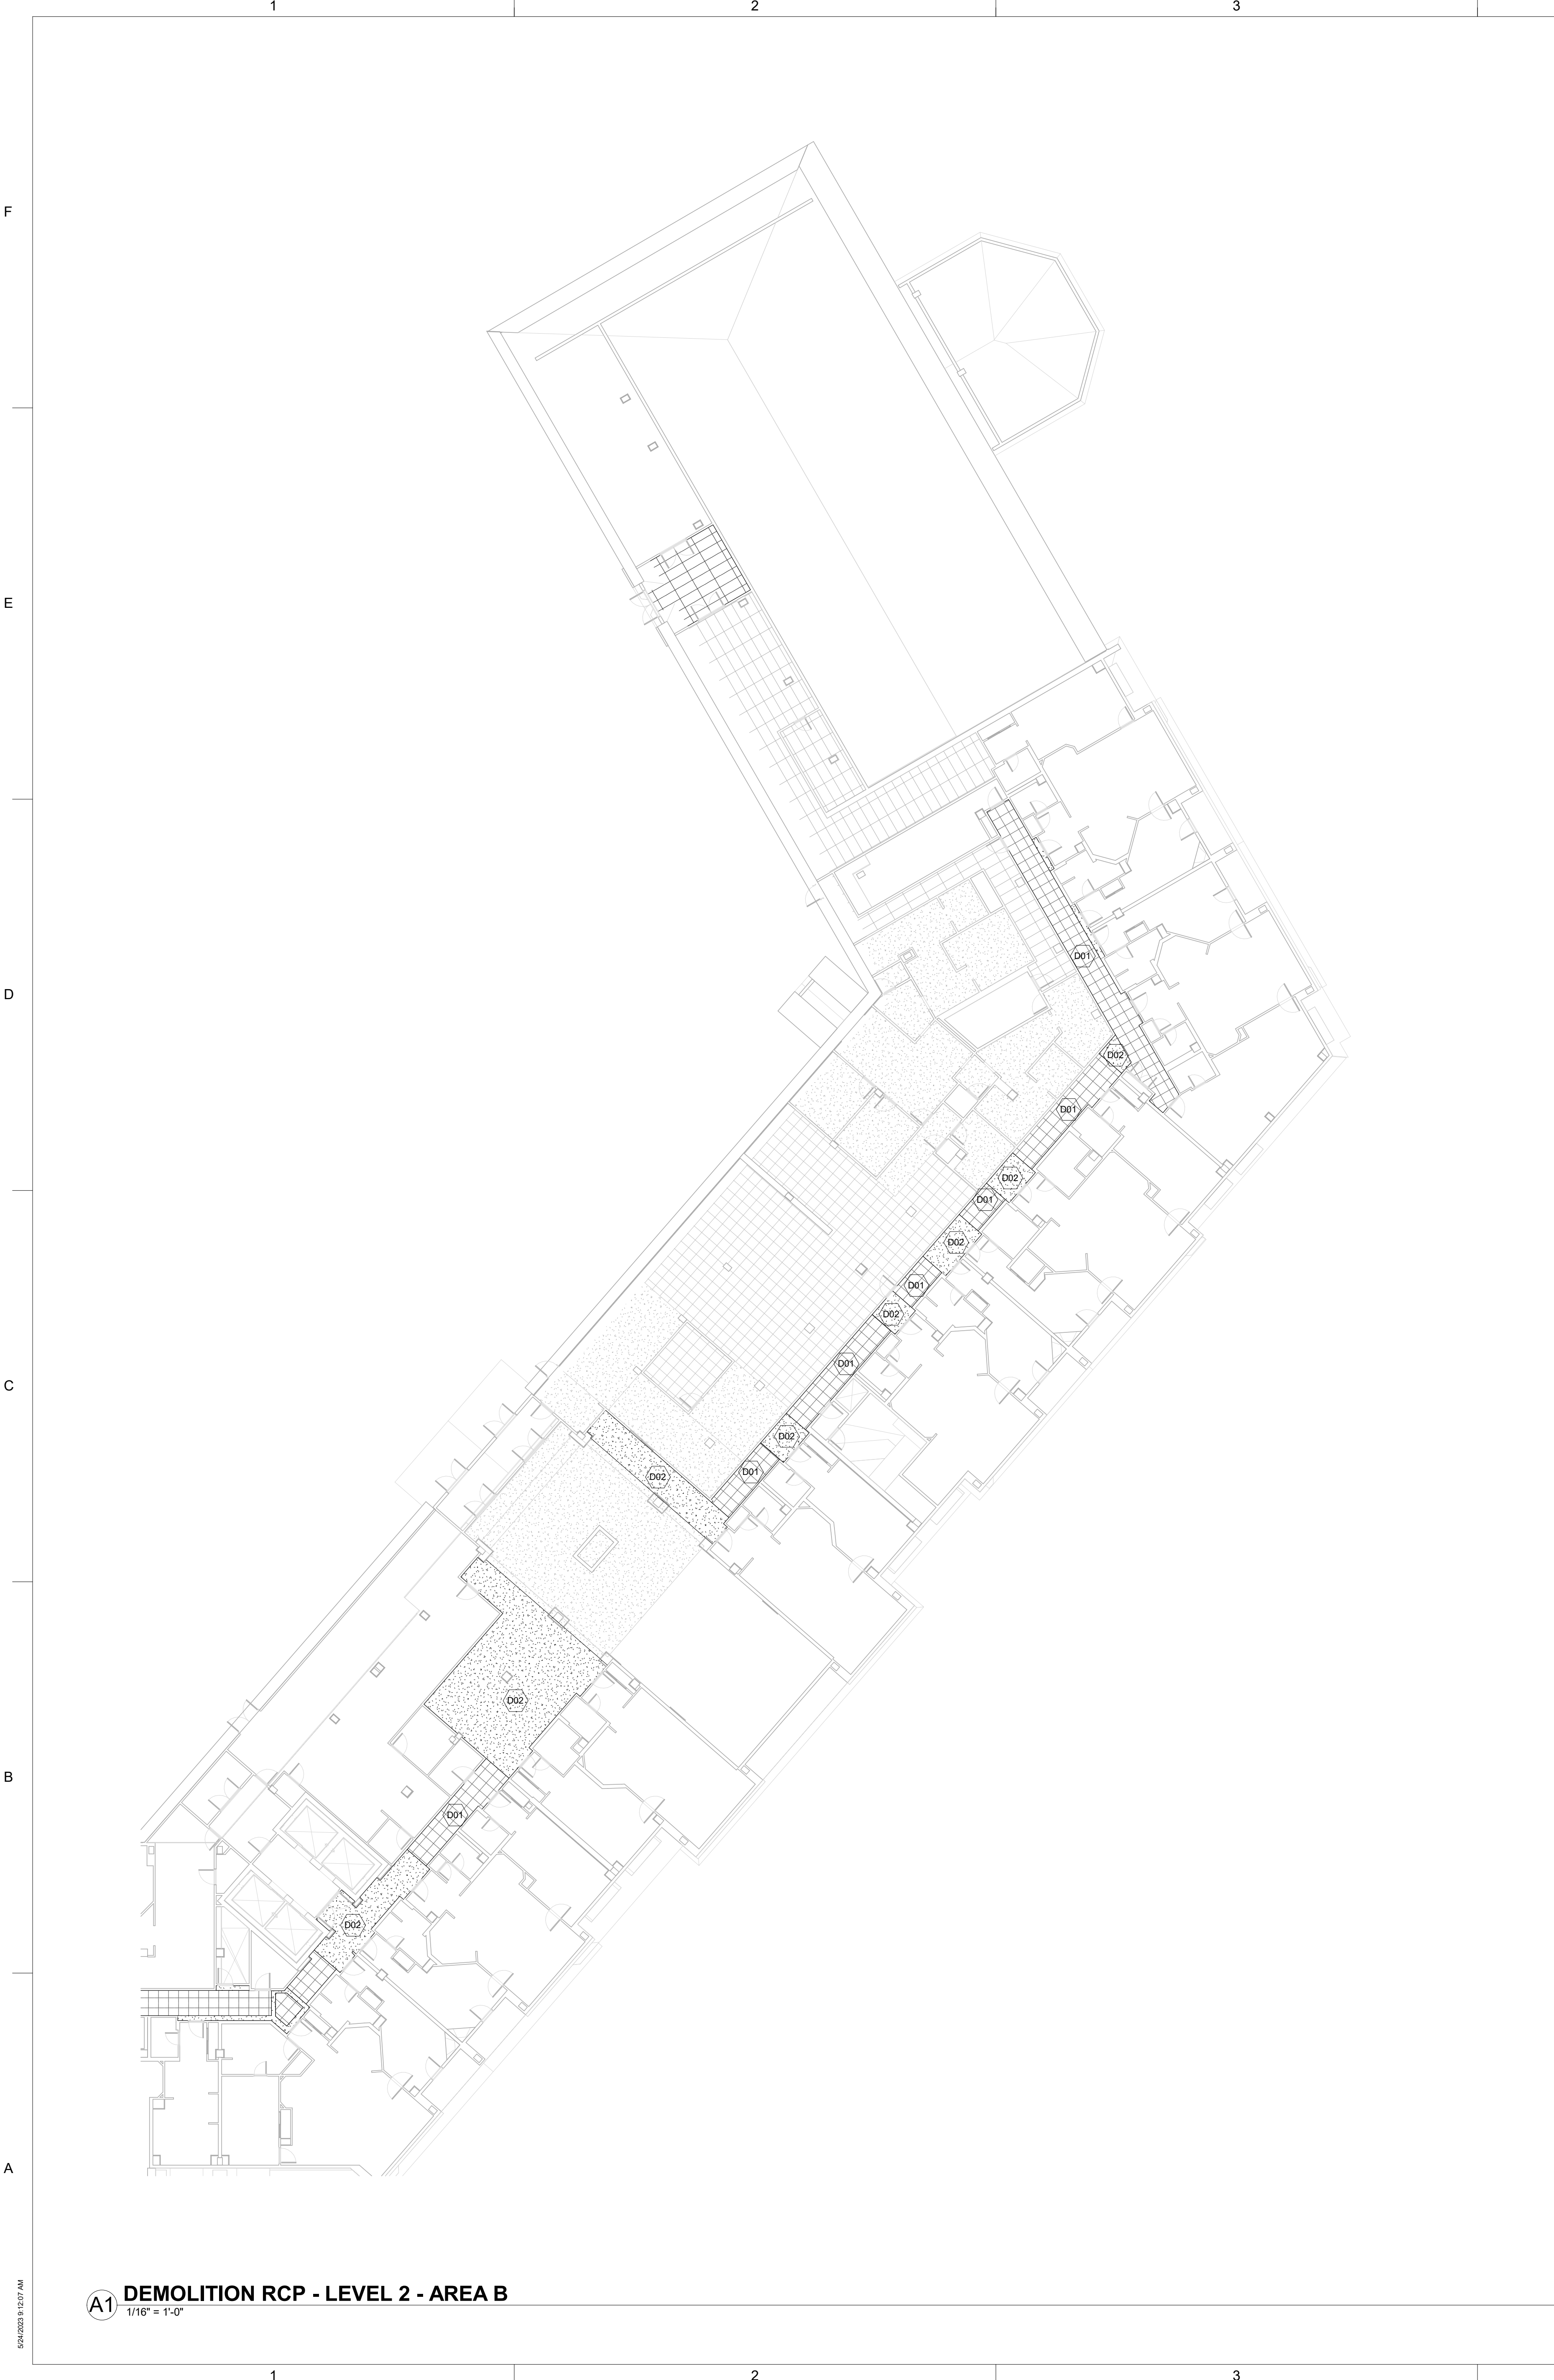 1 2 3
F
E
D01
D
D02
D01
D02
D01
D02
D01
D02
D01
C
D02
D01
D02
D02
B
D01
D02
A
A1 DEMOLITION RCP - LEVEL 2 - AREA B
1/16" = 1'-0"
5/24/2023 9:12:07 AM
1 2 3